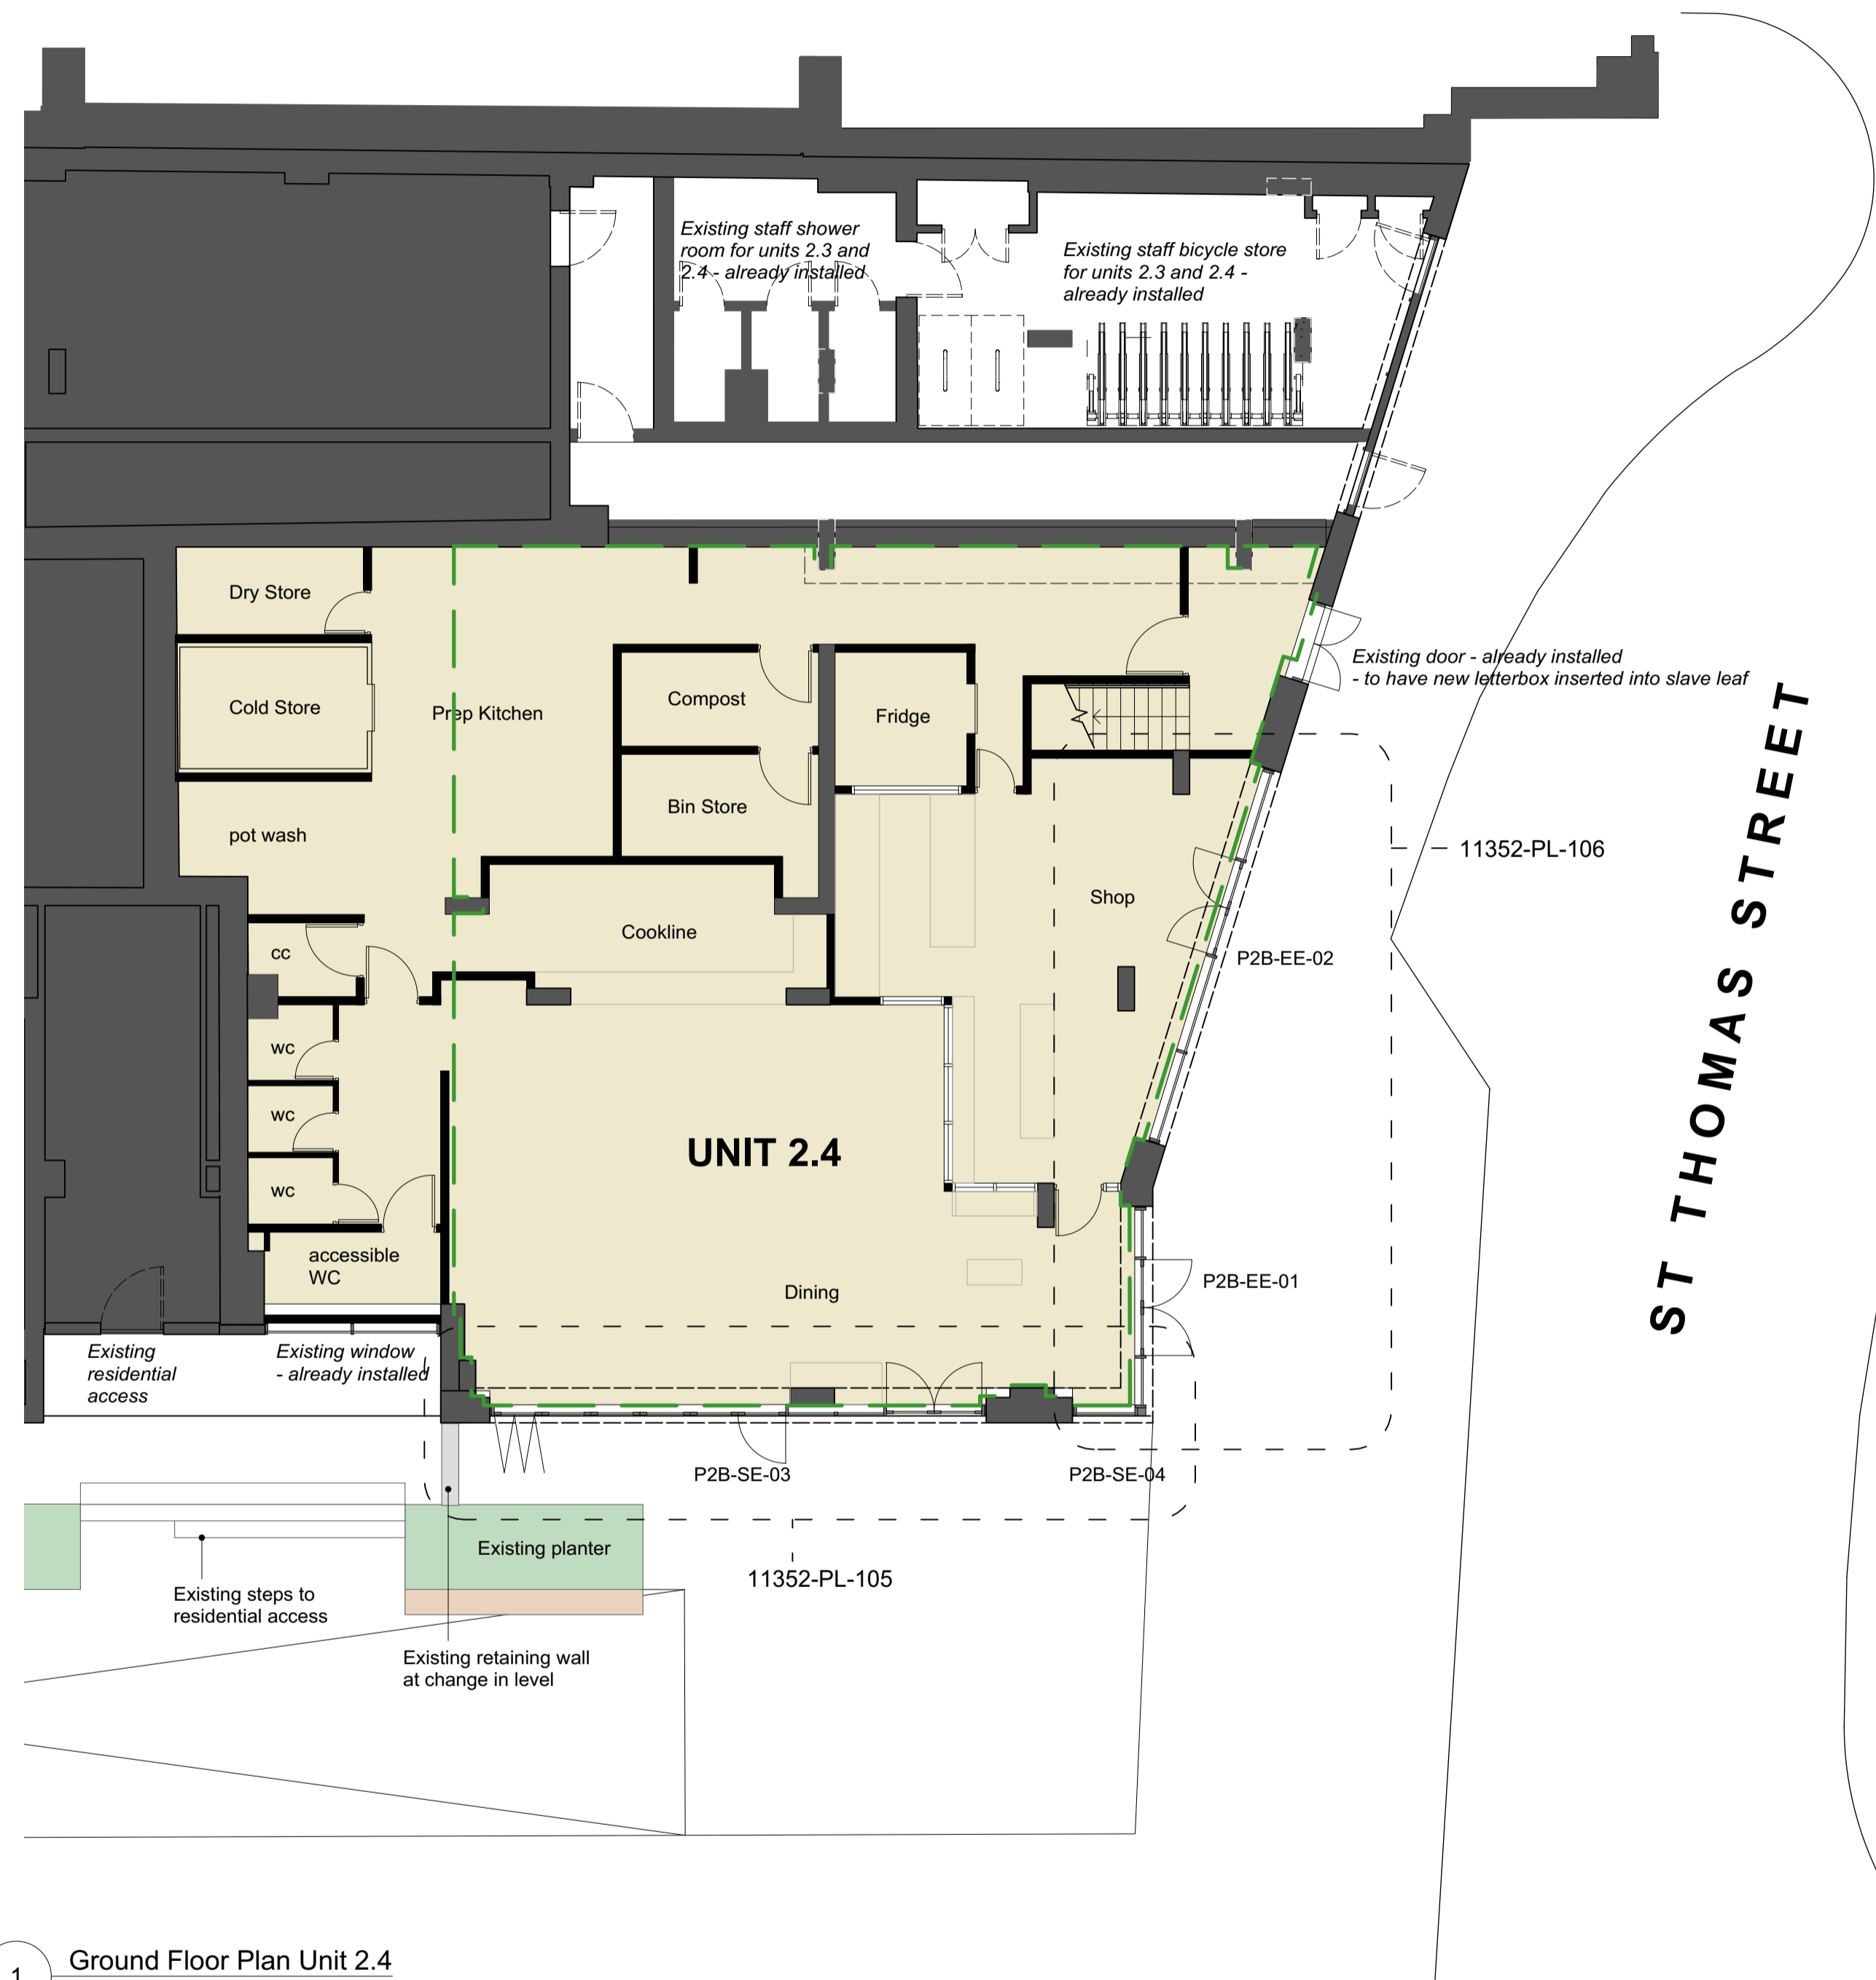 Existing staff shower
room for units 2.3 and
2.4 - already installed
Existing staff bicycle store
for units 2.3 and 2.4 -
already installed
Dry Store
Cold Store
Prep Kitchen
Compost
Fridge
Bin Store
pot wash
Existing door - already installed
- to have new letterbox inserted into slave leaf
ST THOMAS STREET
11352-PL-106
Shop
Cookline
cc
P2B-EE-02
wc
wc
wc
UNIT 2.4
accessible
WC
Dining
P2B-EE-01
Existing
residential
access
Existing window
- already installed
P2B-SE-03
P2B-SE-04
Existing planter
11352-PL-105
Existing steps to
residential access
Existing retaining wall
at change in level
1
Ground Floor Plan Unit 2.4